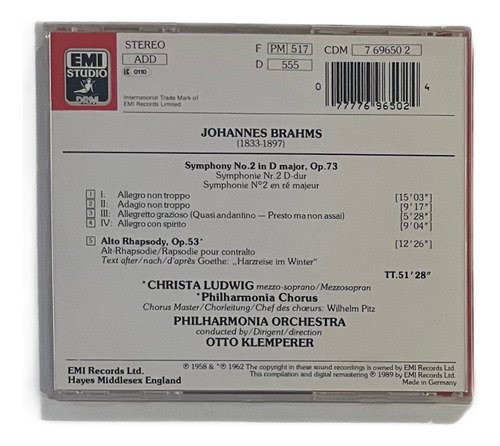 EMI
STUDIO
DRM
STEREO
ADD
LC 0110
International Trade Mark of
EMI Records Limited
F PM 517 CDM 7 69650 2
D 555
0 77776 96502 4
JOHANNES BRAHMS
(1833-1897)
Symphony No.2 in D major, Op.73
Symphonie Nr.2 D-dur
Symphonie N°2 en ré majeur
1 I: Allegro non troppo [15'03"]
2 II: Adagio non troppo [9'17"]
3 III: Allegretto grazioso (Quasi andantino — Presto ma non assai) [5'28"]
4 IV: Allegro con spirito [9'04"]
5 Alto Rhapsody, Op.53* [12'26"]
Alt-Rhapsodie/Rapsodie pour contralto
Text after/nach/d'après Goethe: „Harzreise im Winter"
TT.51'28"
*CHRISTA LUDWIG mezzo-soprano/Mezzosopran
*Philharmonia Chorus
Chorus Master/Chorleitung/Chef des chœurs: Wilhelm Pitz
PHILHARMONIA ORCHESTRA
conducted by/Dirigent/direction
OTTO KLEMPERER
EMI Records Ltd.
Hayes Middlesex England
℗ 1958 & *℗ 1962 The copyright in these sound recordings is owned by EMI Records Ltd.
This compilation and digital remastering ℗ 1989 by EMI Records Ltd.
Made in Germany